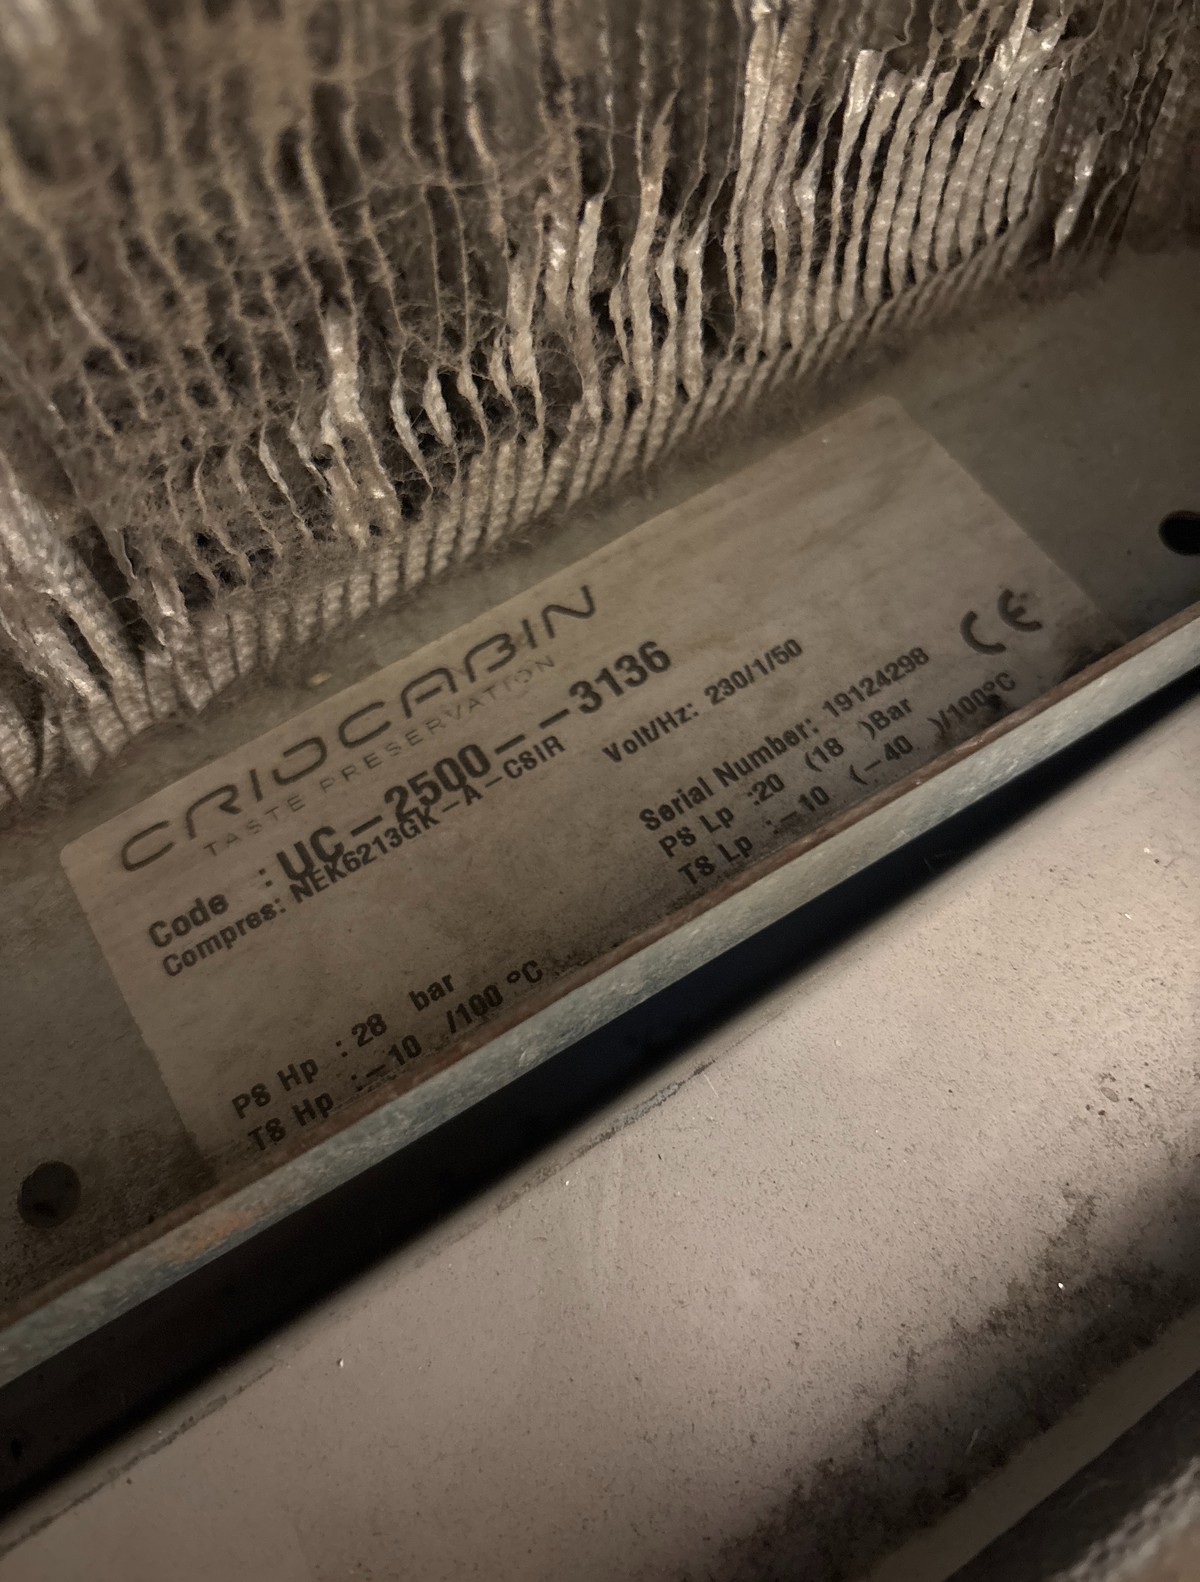 CRIOCABIN
TASTE PRESERVATION
Code : UC-2500--3136
Compres: NEK6213GK-A-CSIR Volt/Hz: 230/1/50
Serial Number: 19124298
PS Hp : 28 bar PS Lp :20 (18 )Bar
TS Hp :-10 /100 °C TS Lp :-10 (-40 )/100°C
CE